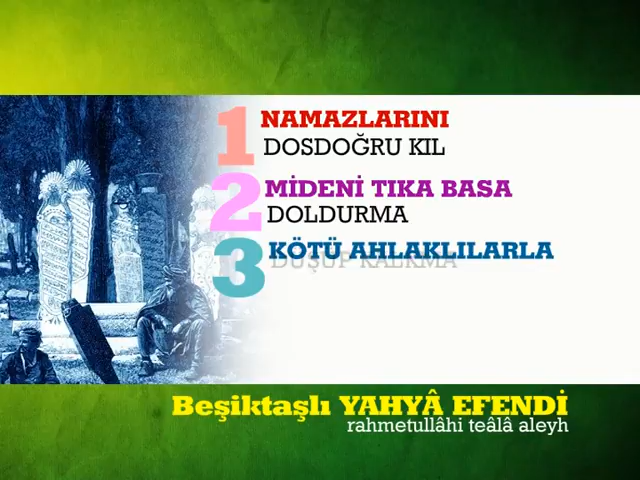 1 NAMAZLARINI
DOSDOĞRU KIL
2 MİDENİ TIKA BASA
DOLDURMA
3 KÖTÜ AHLAKLILARLA
DÜŞÜP KALKMA
Beşiktaşlı YAHYÂ EFENDİ
rahmetullâhi teâlâ aleyh